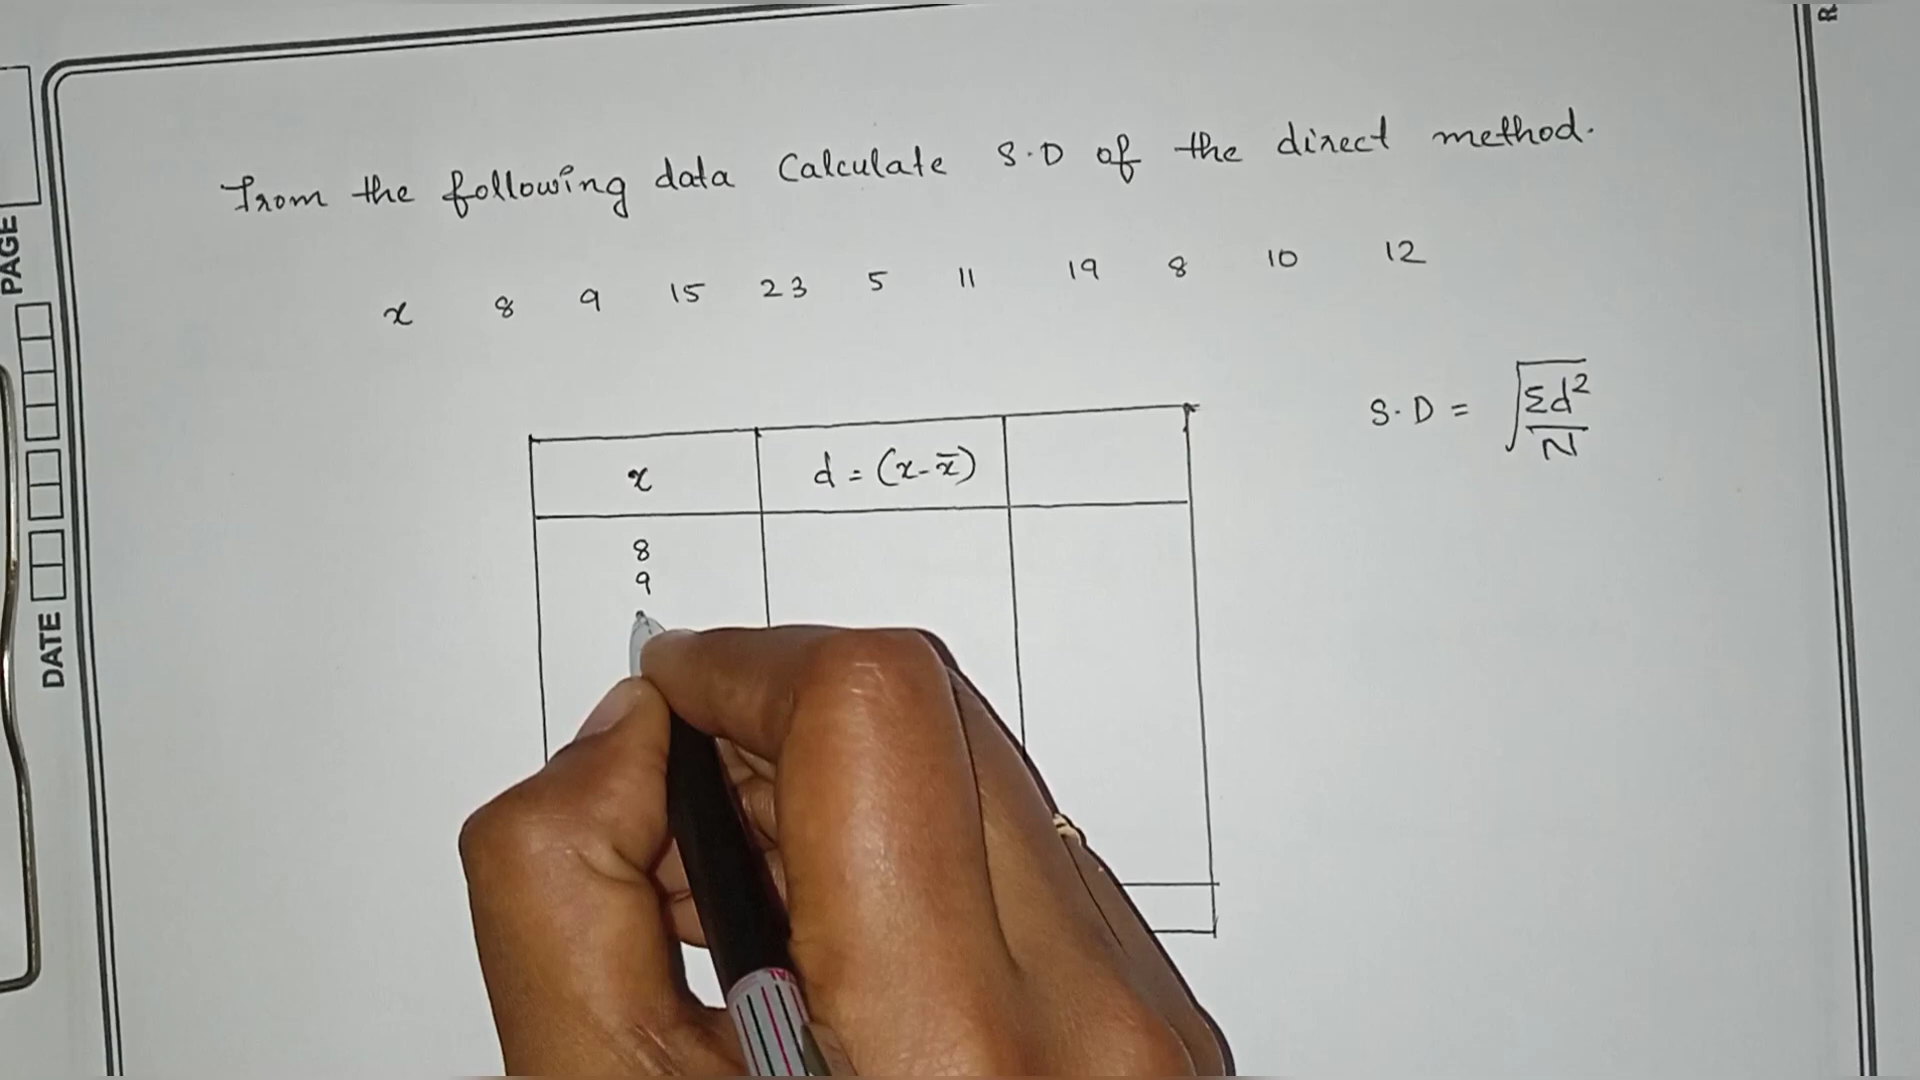 From the following data Calculate S.D of the direct method.
x 8 9 15 23 5 11 19 8 10 12
S.D = √Σd²/N
x d = (x-x̄)
8
9
PAGE
DATE
R